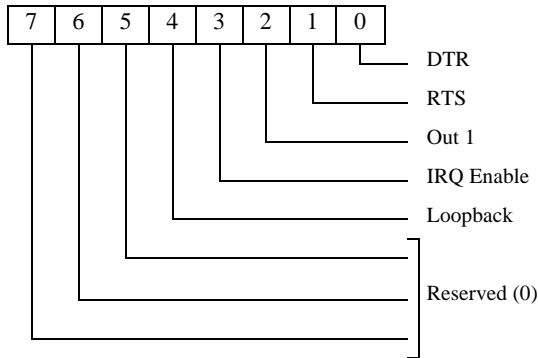 7 6 5 4 3 2 1 0
DTR
RTS
Out 1
IRQ Enable
Loopback
Reserved (0)